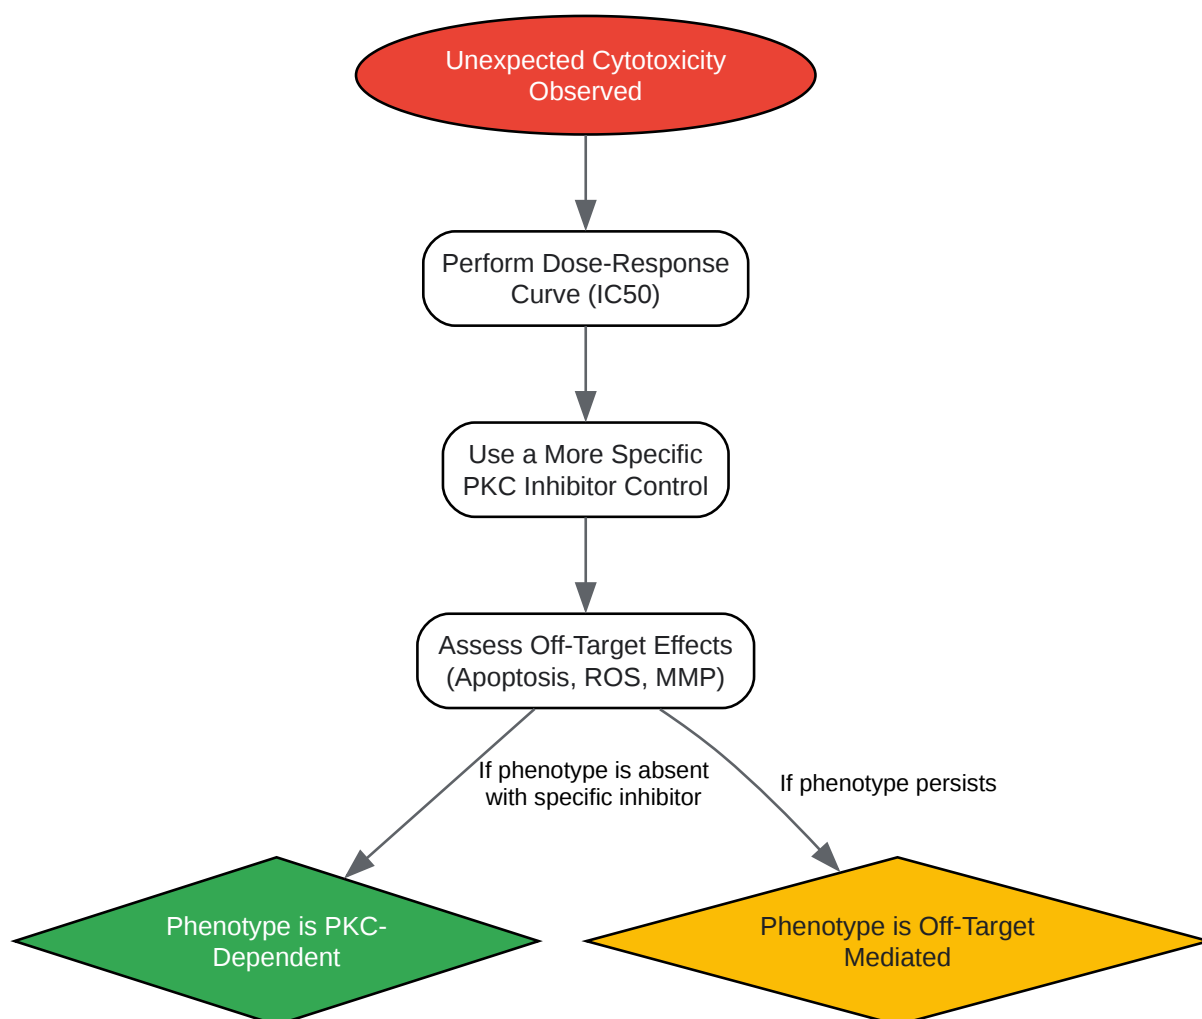 Unexpected Cytotoxicity
Observed
Perform Dose-Response
Curve (IC50)
Use a More Specific
PKC Inhibitor Control
Assess Off-Target Effects
(Apoptosis, ROS, MMP)
If phenotype is absent
with specific inhibitor
If phenotype persists
Phenotype is PKC-
Dependent
Phenotype is Off-Target
Mediated